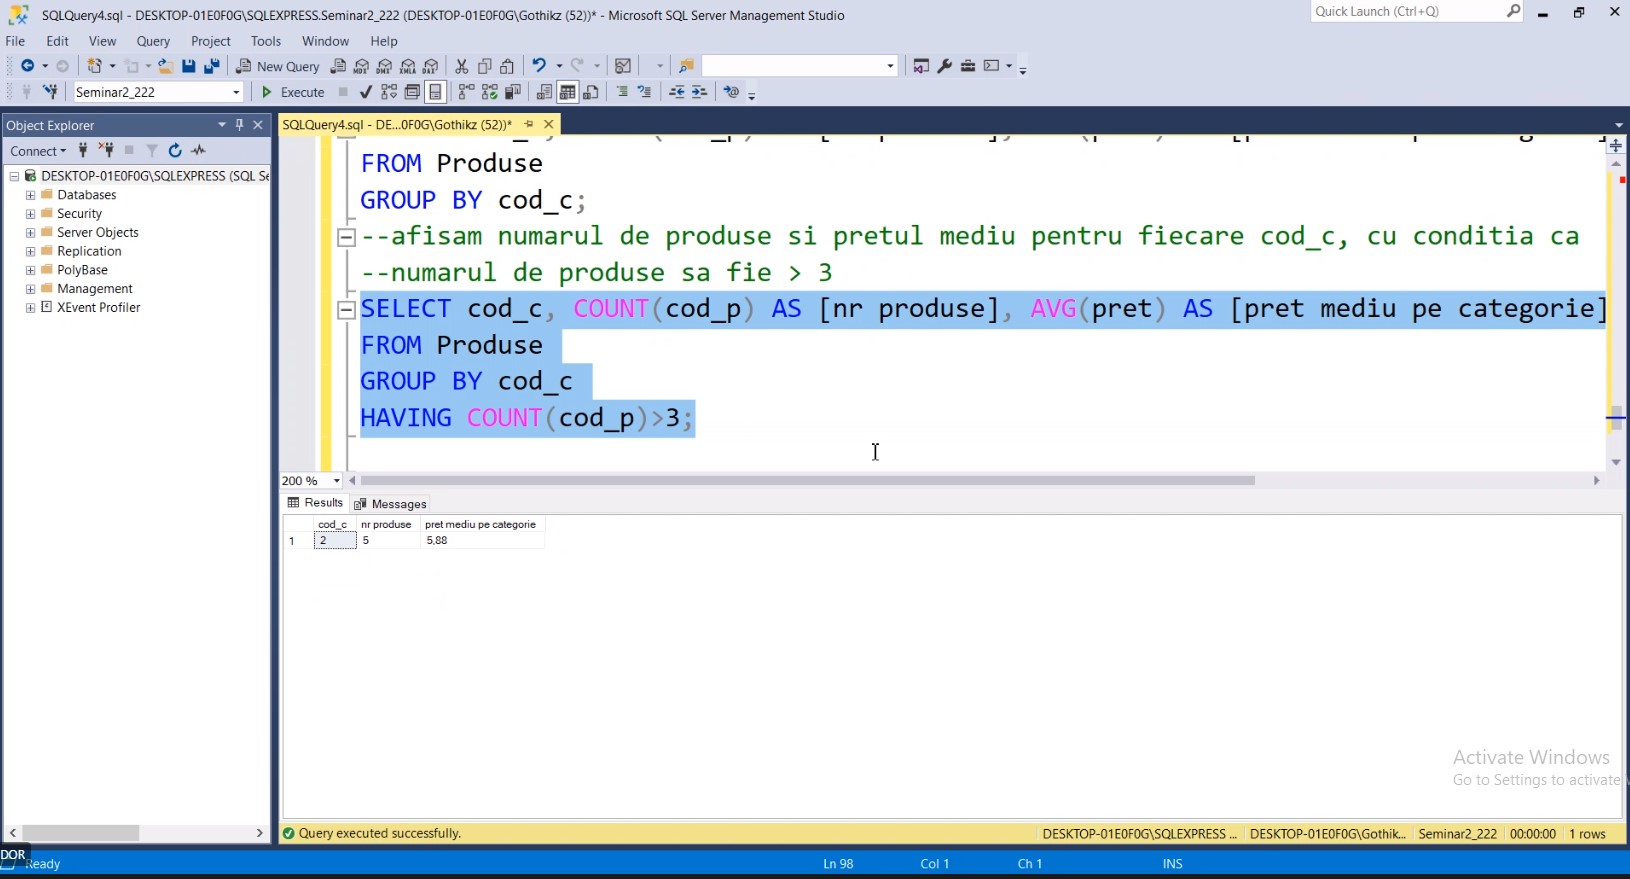 SQLQuery4.sql - DESKTOP-01E0F0G\SQLEXPRESS.Seminar2_222 (DESKTOP-01E0F0G\Gothikz (52))* - Microsoft SQL Server Management Studio
Quick Launch (Ctrl+Q)
File Edit View Query Project Tools Window Help
New Query
Seminar2_222
Execute
Object Explorer
SQLQuery4.sql - DE...0F0G\Gothikz (52))*
Connect
DESKTOP-01E0F0G\SQLEXPRESS (SQL Se
Databases
Security
Server Objects
Replication
PolyBase
Management
XEvent Profiler
FROM Produse
GROUP BY cod_c;
--afisam numarul de produse si pretul mediu pentru fiecare cod_c, cu conditia ca
--numarul de produse sa fie > 3
SELECT cod_c, COUNT(cod_p) AS [nr produse], AVG(pret) AS [pret mediu pe categorie]
FROM Produse
GROUP BY cod_c
HAVING COUNT(cod_p)>3;
200 %
Results Messages
cod_c nr produse pret mediu pe categorie
1 2 5 5,88
Activate Windows
Go to Settings to activate
Query executed successfully.
DESKTOP-01E0F0G\SQLEXPRESS ... DESKTOP-01E0F0G\Gothik... Seminar2_222 00:00:00 1 rows
DOR
Ready Ln 98 Col 1 Ch 1 INS